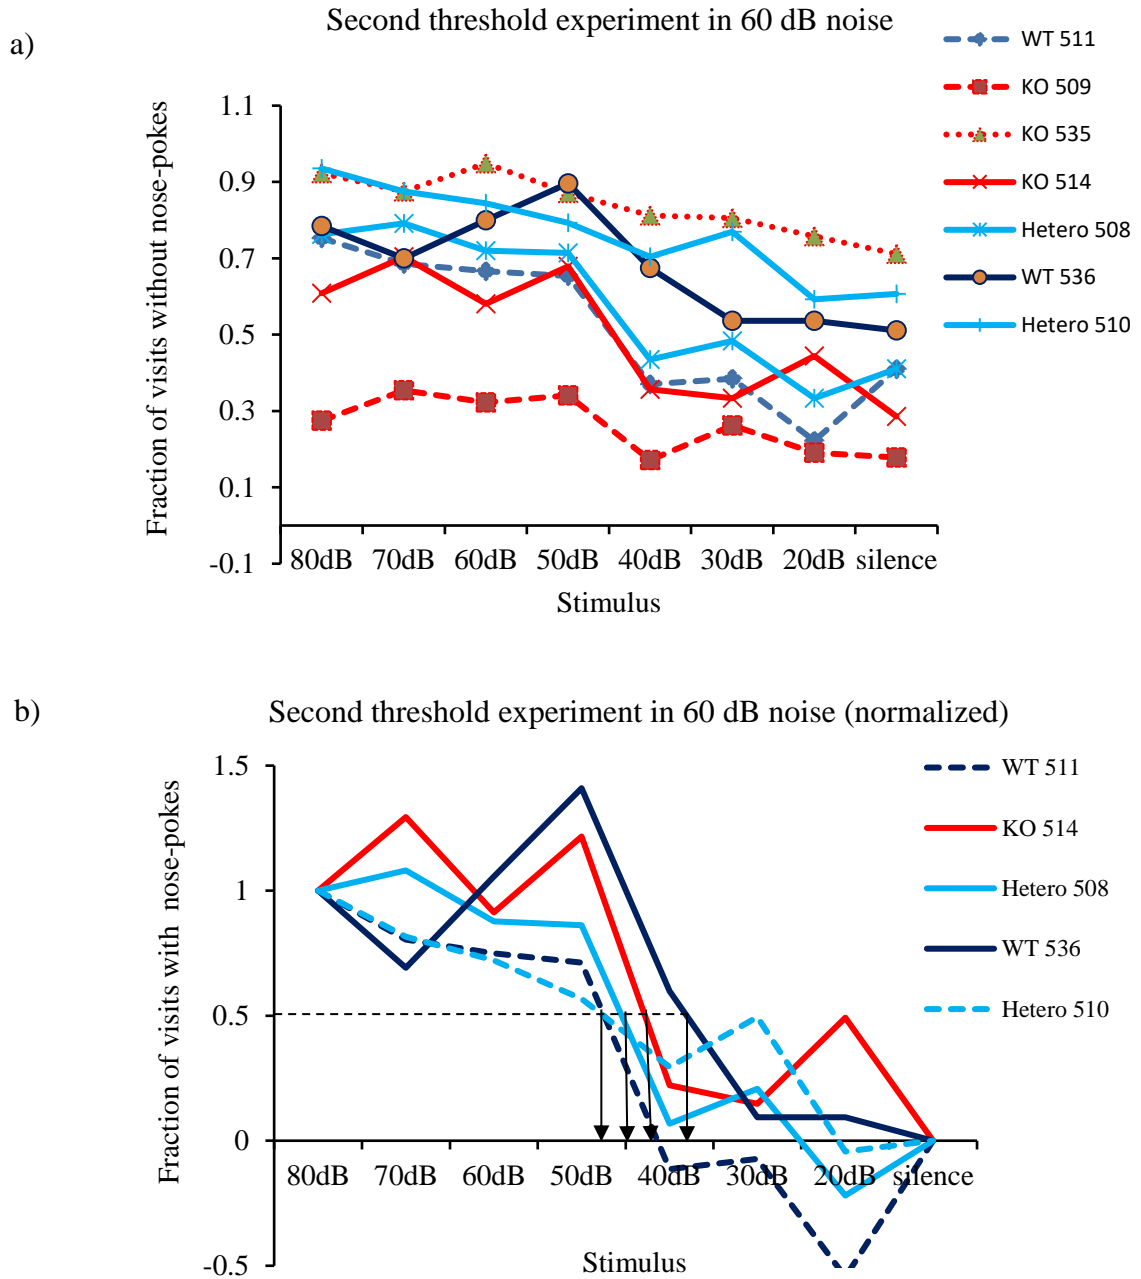 a)
Second threshold experiment in 60 dB noise
WT 511
KO 509
KO 535
KO 514
Hetero 508
WT 536
Hetero 510
Fraction of visits without nose-pokes
1.1
0.9
0.7
0.5
0.3
0.1
-0.1
80dB 70dB 60dB 50dB 40dB 30dB 20dB silence
Stimulus
b)
Second threshold experiment in 60 dB noise (normalized)
WT 511
KO 514
Hetero 508
WT 536
Hetero 510
Fraction of visits with nose-pokes
1.5
1
0.5
0
-0.5
80dB 70dB 60dB 50dB 40dB 30dB 20dB silence
Stimulus